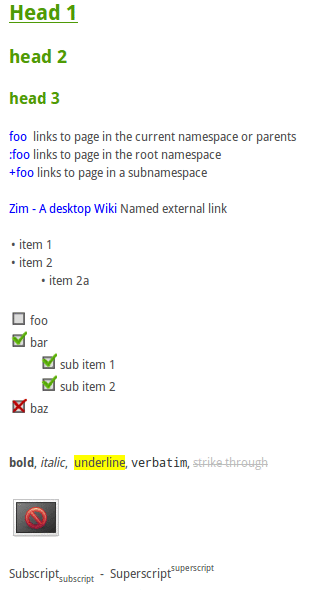 Head 1
head 2
head 3
foo  links to page in the current namespace or parents
:foo links to page in the root namespace
+foo links to page in a subnamespace
Zim - A desktop Wiki Named external link
• item 1
• item 2
• item 2a
foo
bar
sub item 1
sub item 2
baz
bold, italic,  underline, verbatim, strike through
Subscriptsubscript  -  Superscriptsuperscript